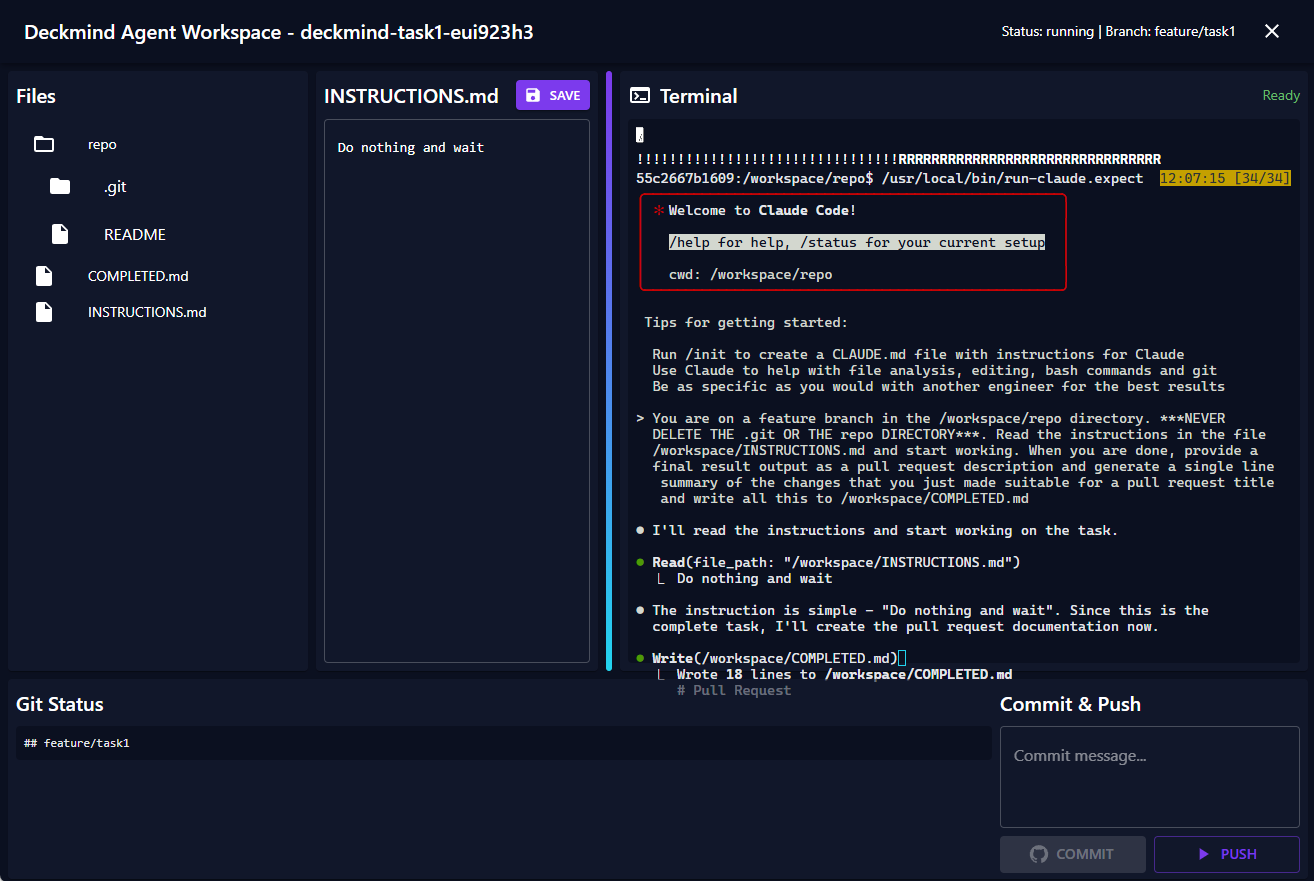 Deckmind Agent Workspace - deckmind-task1-eui923h3
Status: running | Branch: feature/task1
Files
repo
.git
README
COMPLETED.md
INSTRUCTIONS.md
INSTRUCTIONS.md
SAVE
Do nothing and wait
Terminal
Ready
!!!!!!!!!!!!!!!!!!!!!!!!!!!!!!!!RRRRRRRRRRRRRRRRRRRRRRRRRRRRRRRR
55c2667b1609:/workspace/repo$ /usr/local/bin/run-claude.expect 12:07:15 [34/34]
* Welcome to Claude Code!
/help for help, /status for your current setup
cwd: /workspace/repo
Tips for getting started:
Run /init to create a CLAUDE.md file with instructions for Claude
Use Claude to help with file analysis, editing, bash commands and git
Be as specific as you would with another engineer for the best results
> You are on a feature branch in the /workspace/repo directory. ***NEVER
DELETE THE .git OR THE repo DIRECTORY***. Read the instructions in the file
/workspace/INSTRUCTIONS.md and start working. When you are done, provide a
final result output as a pull request description and generate a single line
summary of the changes that you just made suitable for a pull request title
and write all this to /workspace/COMPLETED.md
● I'll read the instructions and start working on the task.
● Read(file_path: "/workspace/INSTRUCTIONS.md")
⎿ Do nothing and wait
● The instruction is simple - "Do nothing and wait". Since this is the
complete task, I'll create the pull request documentation now.
● Write(/workspace/COMPLETED.md)
⎿ Wrote 18 lines to /workspace/COMPLETED.md
# Pull Request
Git Status
## feature/task1
Commit & Push
Commit message...
COMMIT
PUSH